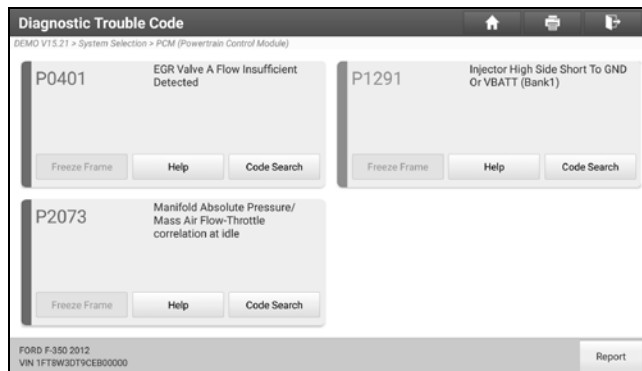 Diagnostic Trouble Code
DEMO V15.21 > System Selection > PCM (Powertrain Control Module)
P0401
EGR Valve A Flow Insufficient
Detected
Freeze Frame
Help
Code Search
P1291
Injector High Side Short To GND
Or VBATT (Bank1)
Freeze Frame
Help
Code Search
P2073
Manifold Absolute Pressure/
Mass Air Flow-Throttle
correlation at idle
Freeze Frame
Help
Code Search
FORD F-350 2012
VIN 1FT8W3DT9CEB00000
Report